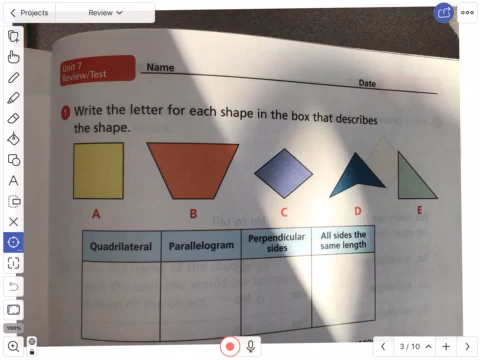 Projects
Review
Unit 7
Review/Test
Name
Date
1 Write the letter for each shape in the box that describes
the shape.
A B C D E
Quadrilateral Parallelogram Perpendicular sides All sides the same length
100%
3 / 10